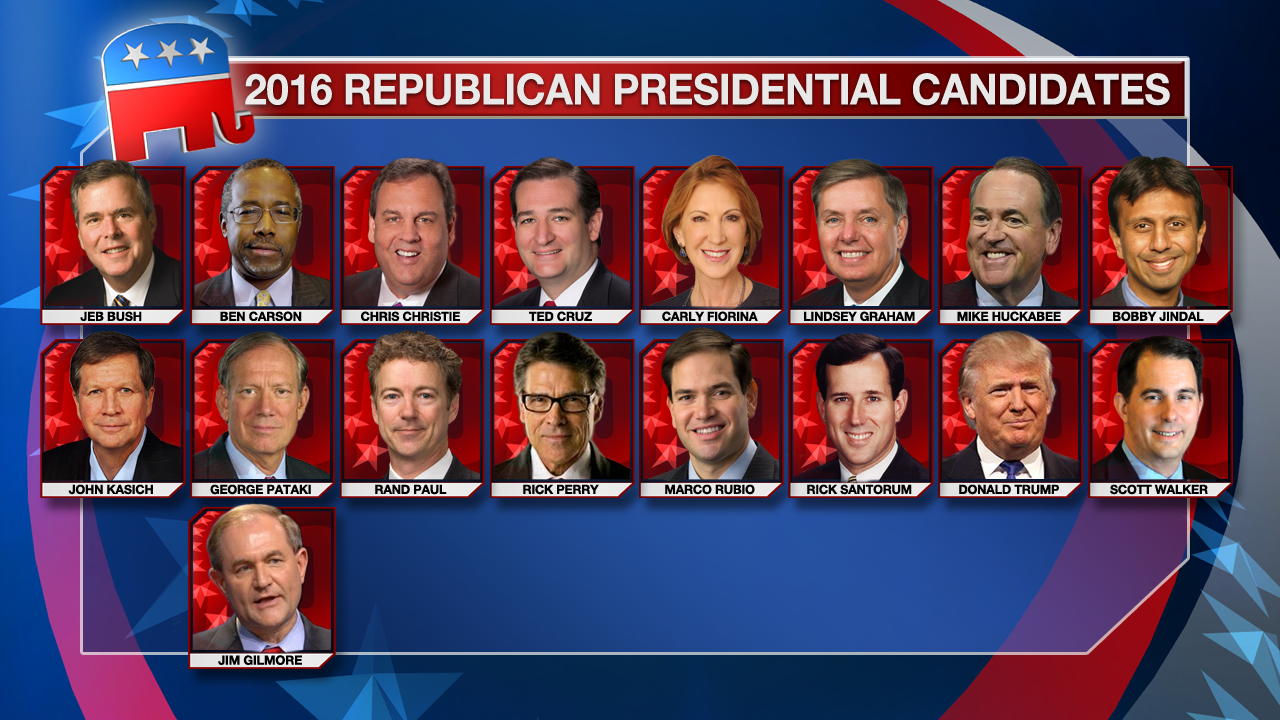 2016 REPUBLICAN PRESIDENTIAL CANDIDATES
JEB BUSH
BEN CARSON
CHRIS CHRISTIE
TED CRUZ
CARLY FIORINA
LINDSEY GRAHAM
MIKE HUCKABEE
BOBBY JINDAL
JOHN KASICH
GEORGE PATAKI
RAND PAUL
RICK PERRY
MARCO RUBIO
RICK SANTORUM
DONALD TRUMP
SCOTT WALKER
JIM GILMORE